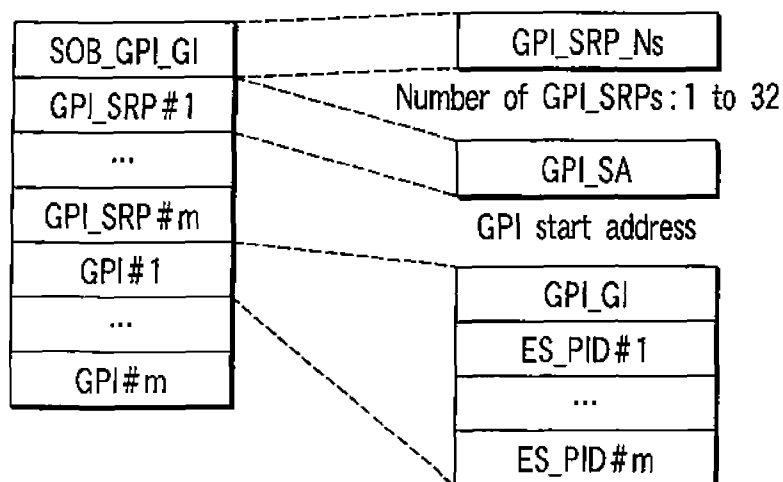 SOB_GPI_GI
GPI_SRP#1
...
GPI_SRP#m
GPI#1
...
GPI#m
GPI_SRP_Ns
Number of GPI_SRPs:1 to 32
GPI_SA
GPI start address
GPI_GI
ES_PID#1
...
ES_PID#m